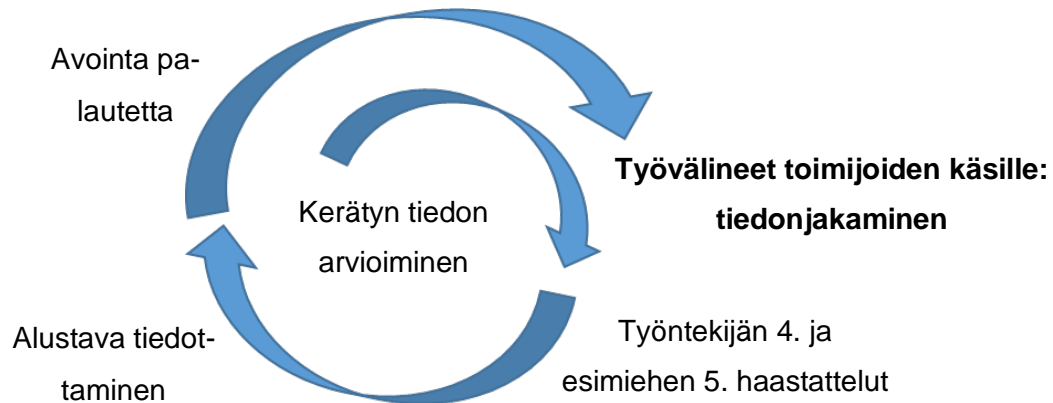 Avointa pa-
lautetta
Työvälineet toimijoiden käsille:
tiedonjakaminen
Kerätyn tiedon
arvioiminen
Alustava tiedot-
taminen
Työntekijän 4. ja
esimiehen 5. haastattelut